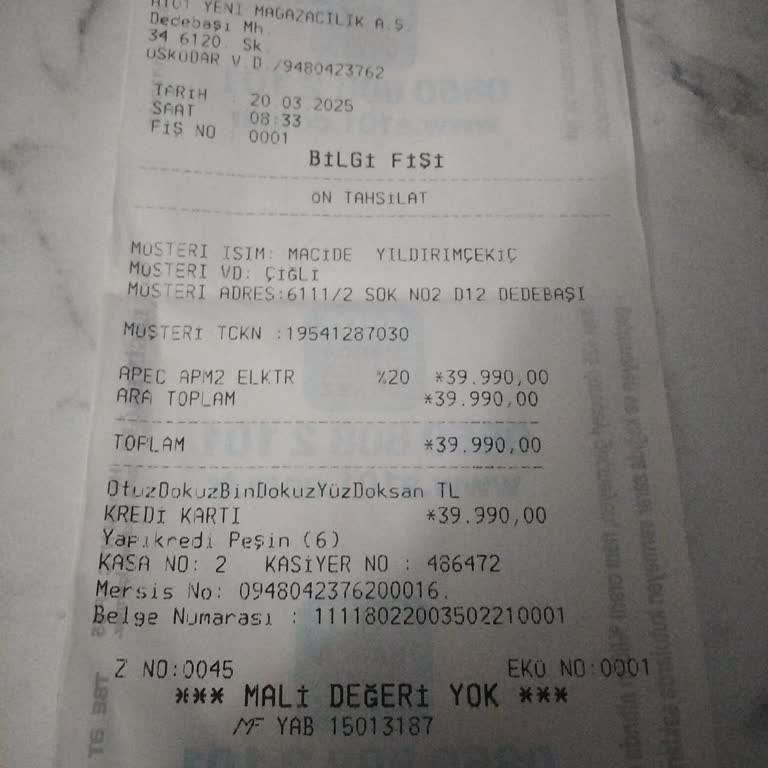 A101 YENİ MAĞAZACILIK A.Ş.
Dedebaşı Mh.
34 6120. Sk.
ÜSKÜDAR V.D./9480423762
TARİH 20.03.2025
SAAT 08:33
FİŞ NO 0001
BİLGİ FİŞİ
ÖN TAHSİLAT
MÜŞTERİ İSİM: MACİDE YILDIRIMÇEKİÇ
MÜŞTERİ VD: ÇİĞLİ
MÜŞTERİ ADRES:6111/2 SOK NO2 D12 DEDEBAŞI
MÜŞTERİ TCKN :19541287030
APEC APM2 ELKTR %20 *39.990,00
ARA TOPLAM *39.990,00
TOPLAM *39.990,00
OtuzDokuzBinDokuzYüzDoksan TL
KREDİ KARTI *39.990,00
Yapıkredi Peşin (6)
KASA NO: 2 KASİYER NO : 486472
Mersis No: 0948042376200016.
Belge Numarası : 11118022003502210001
Z NO:0045 EKÜ NO:0001
*** MALİ DEĞERİ YOK ***
MF YAB 15013187